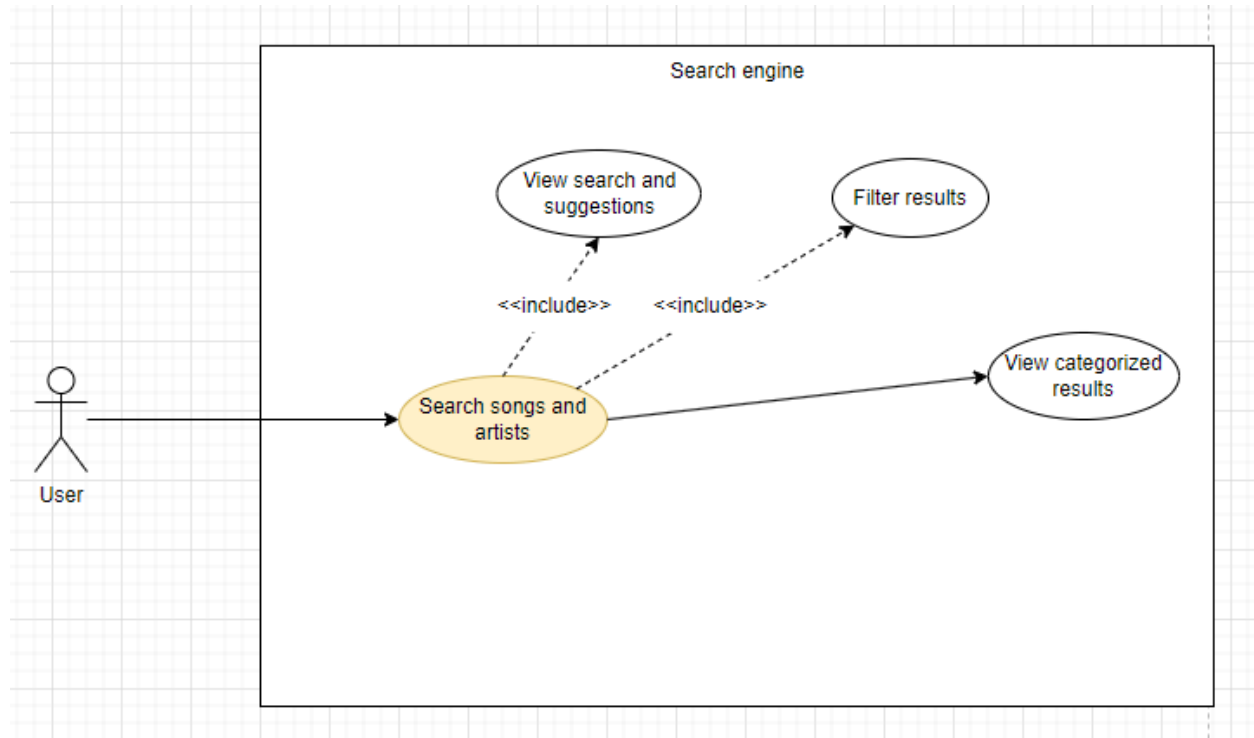 Search engine
View search and
suggestions
Filter results
<<include>>
<<include>>
View categorized
results
Search songs and
artists
User